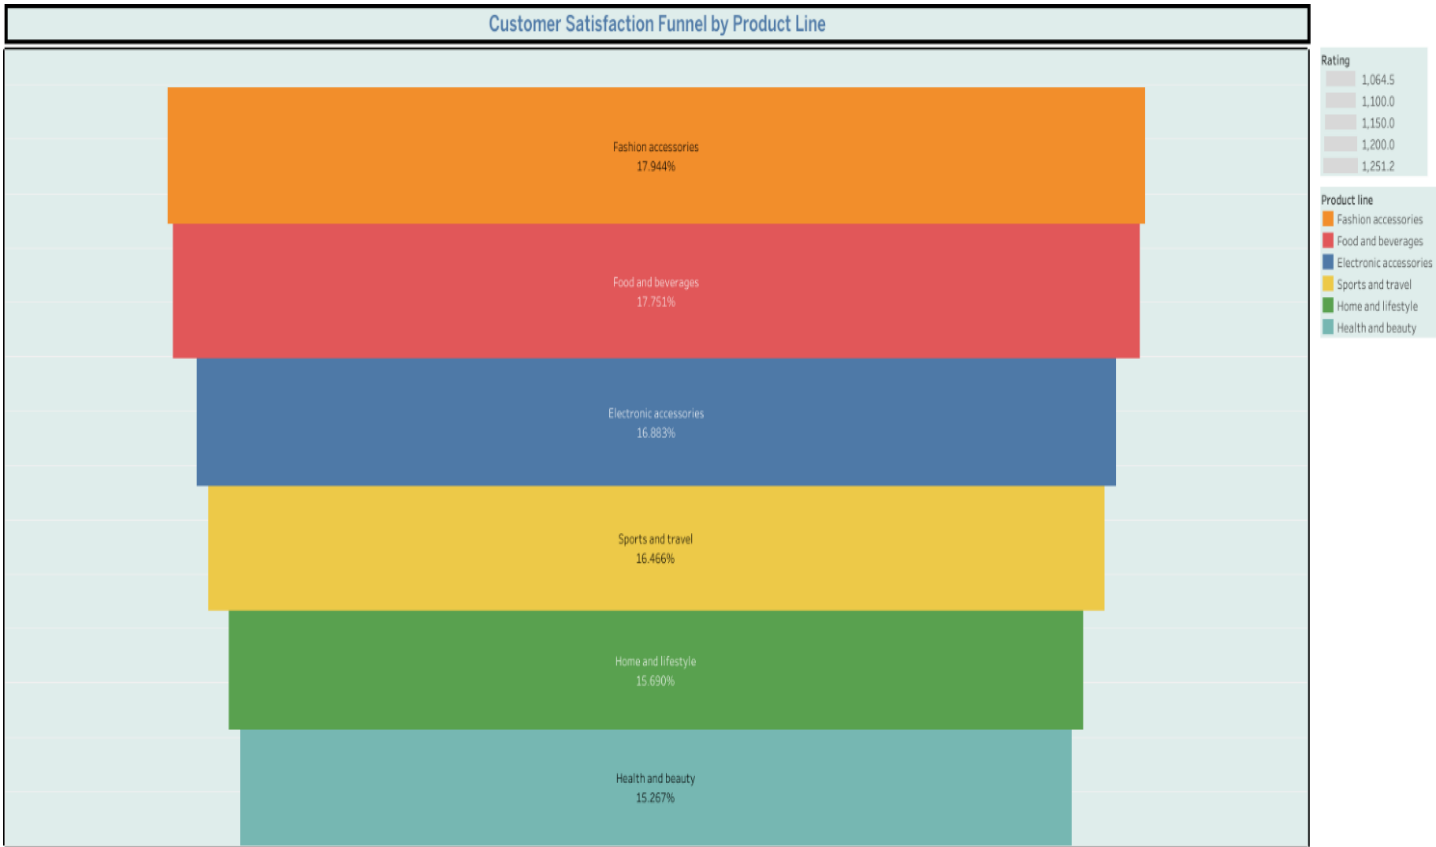 Customer Satisfaction Funnel by Product Line
Fashion accessories
17.944%
Food and beverages
17.751%
Electronic accessories
16.883%
Sports and travel
16.466%
Home and lifestyle
15.690%
Health and beauty
15.267%
Rating
1,064.5
1,100.0
1,150.0
1,200.0
1,251.2
Product line
Fashion accessories
Food and beverages
Electronic accessories
Sports and travel
Home and lifestyle
Health and beauty